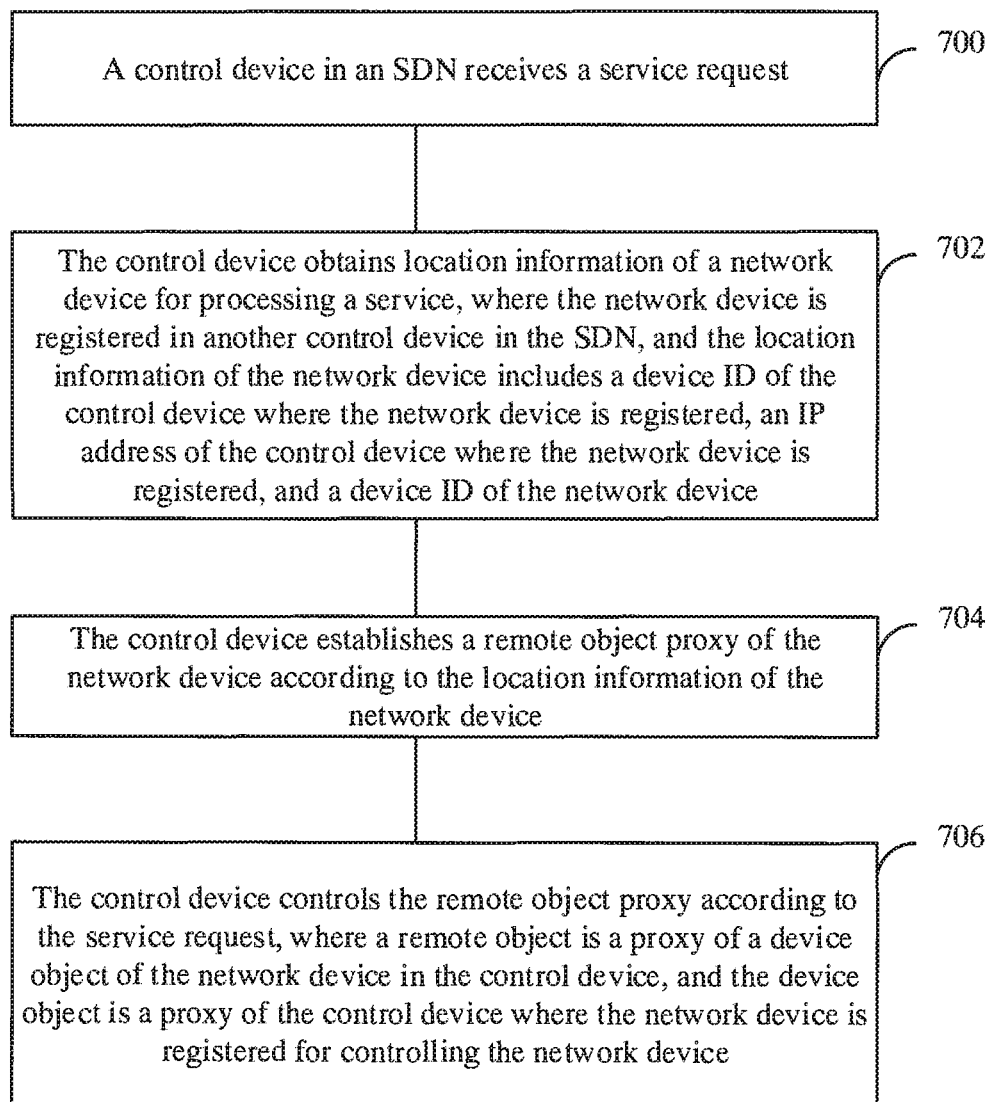 700
A control device in an SDN receives a service request
702
The control device obtains location information of a network
device for processing a service, where the network device is
registered in another control device in the SDN, and the location
information of the network device includes a device ID of the
control device where the network device is registered, an IP
address of the control device where the network device is
registered, and a device ID of the network device
704
The control device establishes a remote object proxy of the
network device according to the location information of the
network device
706
The control device controls the remote object proxy according to
the service request, where a remote object is a proxy of a device
object of the network device in the control device, and the device
object is a proxy of the control device where the network device is
registered for controlling the network device